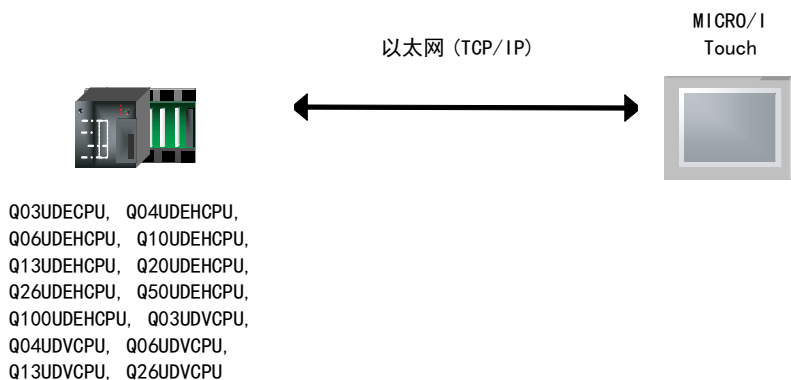 MICRO/I
Touch
以太网(TCP/IP)
Q03UDECPU, Q04UDEHCPU,
Q06UDEHCPU, Q10UDEHCPU,
Q13UDEHCPU, Q20UDEHCPU,
Q26UDEHCPU, Q50UDEHCPU,
Q100UDEHCPU, Q03UDVCPU,
Q04UDVCPU, Q06UDVCPU,
Q13UDVCPU, Q26UDVCPU